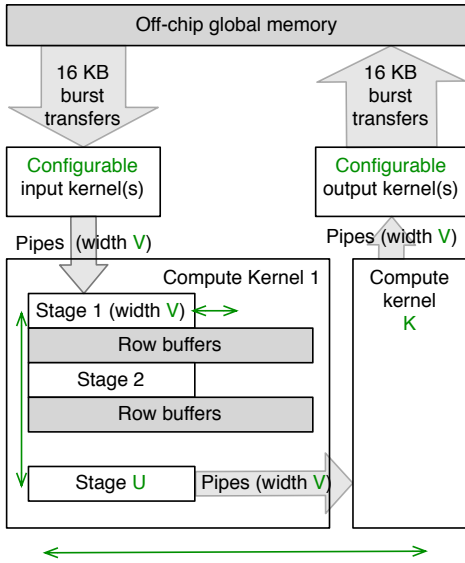 Off-chip global memory
16 KB
burst
transfers
16 KB
burst
transfers
Configurable
input kernel(s)
Configurable
output kernel(s)
Pipes (width V)
Pipes (width V)
Compute Kernel 1
Stage 1 (width V)
Row buffers
Stage 2
Row buffers
Stage U
Pipes (width V)
Compute
kernel
K